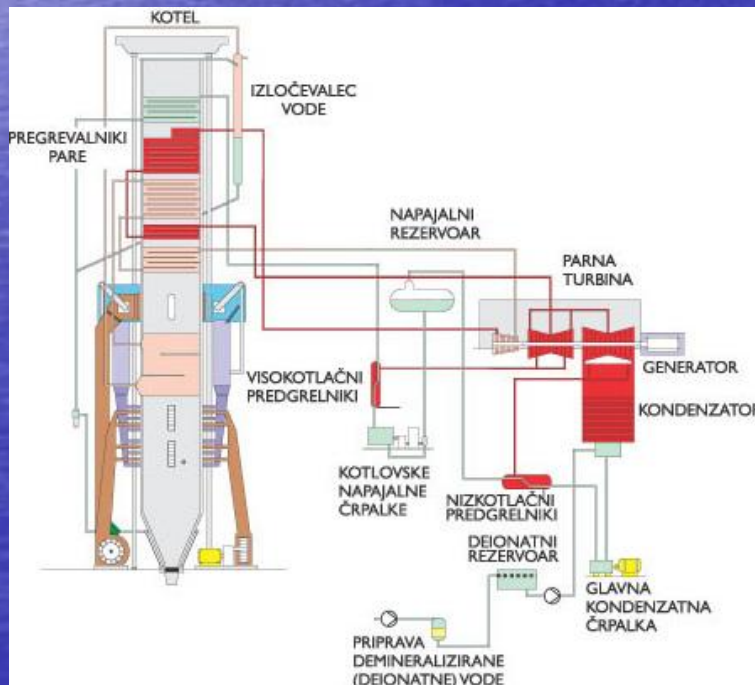 KOTEL
IZLOČEVALEC
VODE
PREGREVALNIKI
PARE
NAPAJALNI
REZERVOAR
PARNA
TURBINA
GENERATOR
VISOKOTLAČNI
PREDGRELNIKI
KONDENZATOR
KOTLOVSKE
NAPAJALNE
ČRPALKE
NIZKOTLAČNI
PREDGRELNIKI
DEIONATNI
REZERVOAR
GLAVNA
KONDENZATNA
ČRPALKA
PRIPRAVA
DEMINERALIZIRANE
(DEIONATNE) VODE